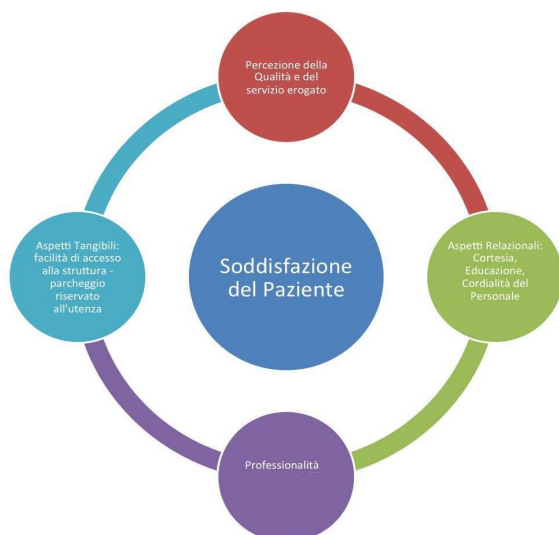 Percezione della
Qualità e del
servizio erogato
Aspetti Tangibili:
facilità di accesso
alla struttura -
parcheggio
riservato
all'utenza
Soddisfazione
del Paziente
Aspetti Relazionali:
Cortesia,
Educazione,
Cordialità del
Personale
Professionalità